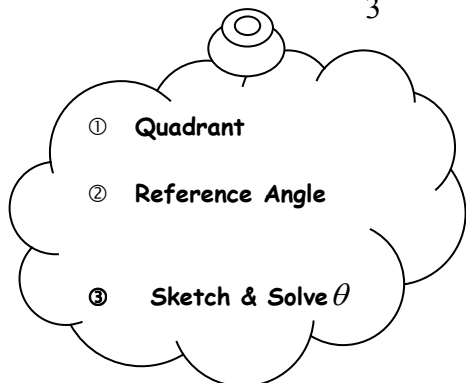 3
① Quadrant
② Reference Angle
③ Sketch & Solve θ